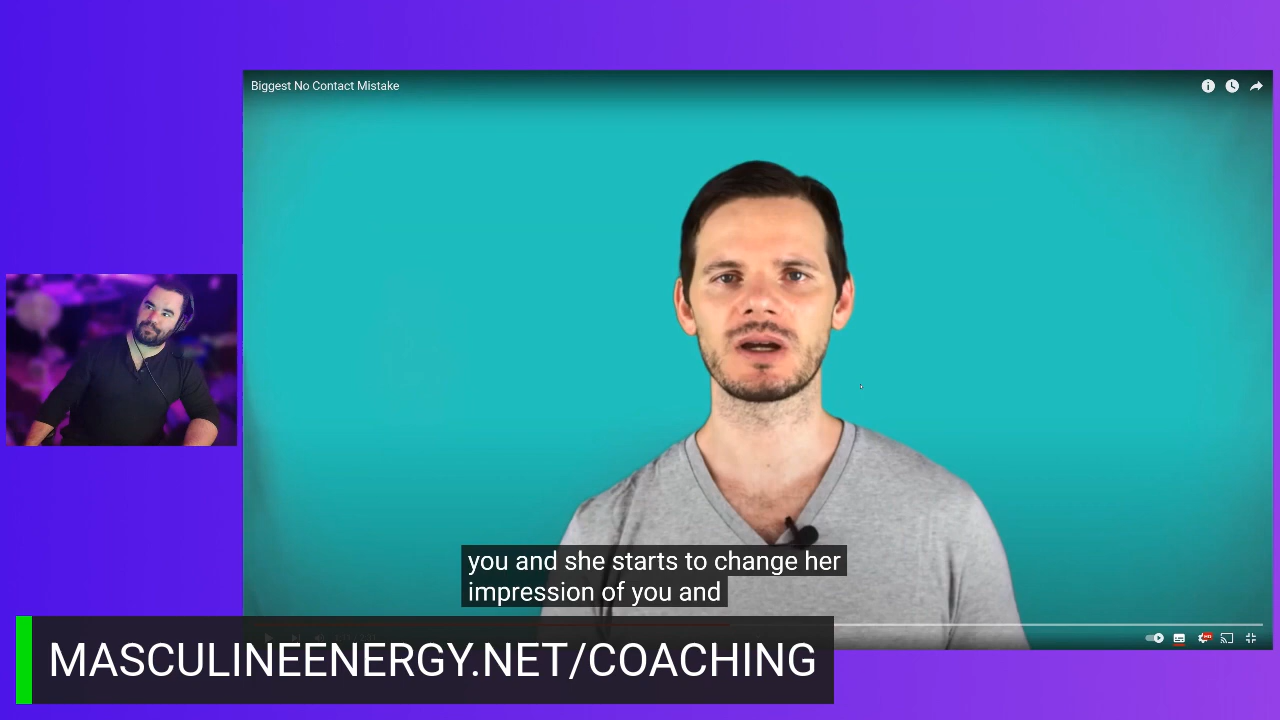 Biggest No Contact Mistake
you and she starts to change her
impression of you and
MASCULINEENERGY.NET/COACHING